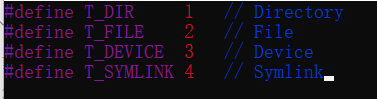 #define T_DIR     1   // Directory
#define T_FILE    2   // File
#define T_DEVICE  3   // Device
#define T_SYMLINK 4   // Symlink